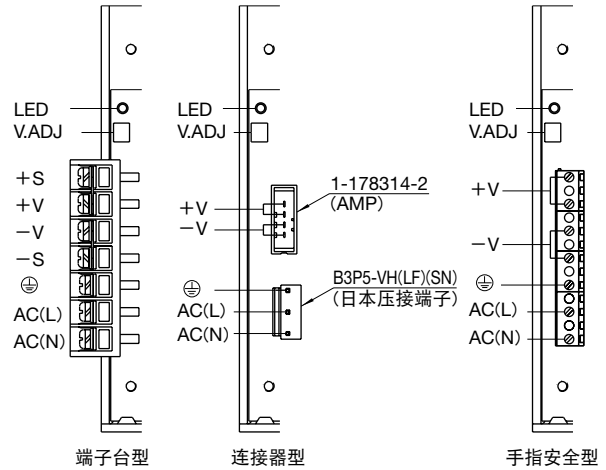 LED
V.ADJ
+S
+V
−V
−S
⏚
AC(L)
AC(N)
端子台型
LED
V.ADJ
+V
−V
1-178314-2
(AMP)
B3P5-VH(LF)(SN)
(日本压接端子)
⏚
AC(L)
AC(N)
连接器型
LED
V.ADJ
+V
−V
⏚
AC(L)
AC(N)
手指安全型